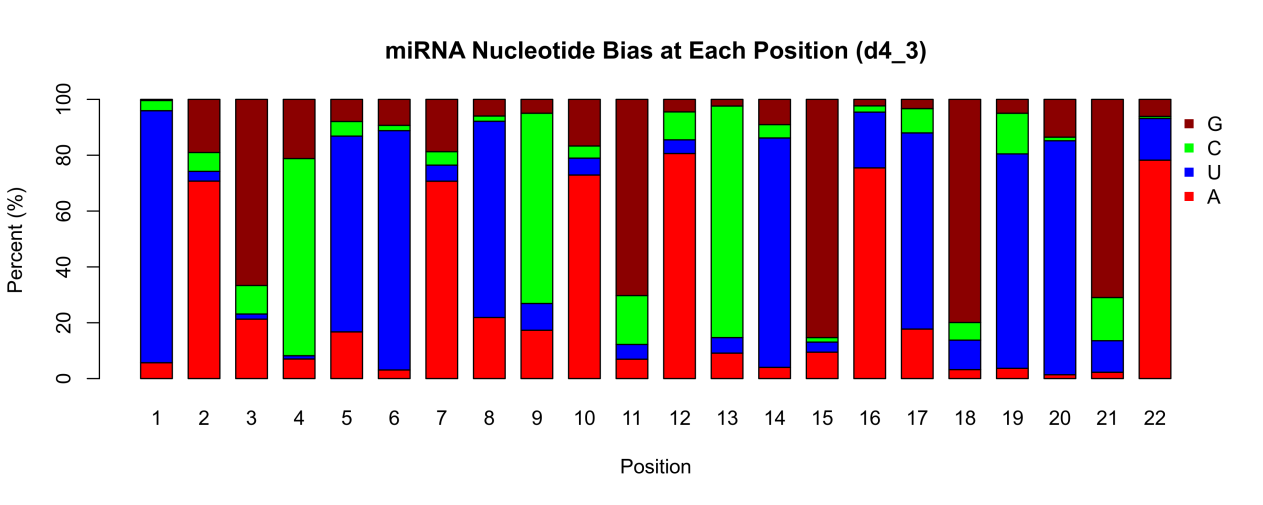 miRNA Nucleotide Bias at Each Position (d4_3)
Percent (%)
100
80
60
40
20
0
G
C
U
A
1 2 3 4 5 6 7 8 9 10 11 12 13 14 15 16 17 18 19 20 21 22
Position